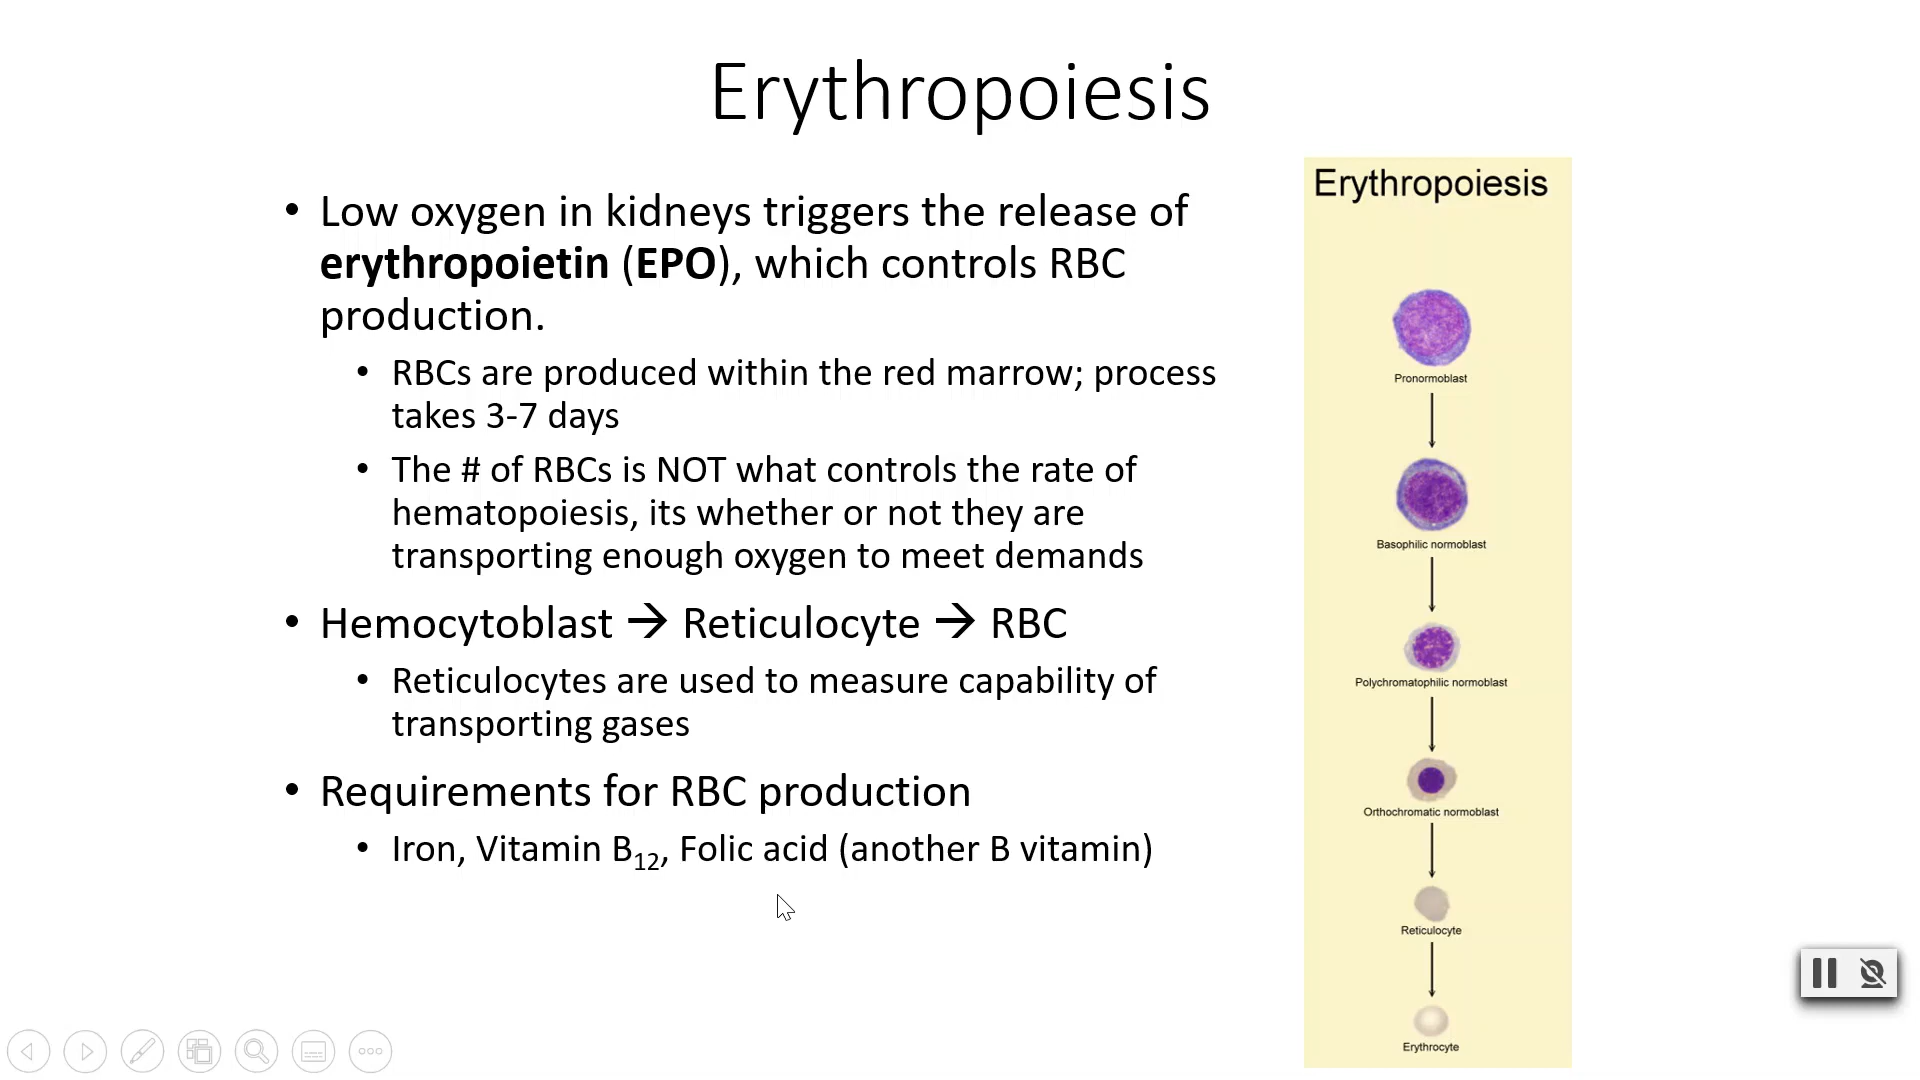 Erythropoiesis
• Low oxygen in kidneys triggers the release of
erythropoietin (EPO), which controls RBC
production.
• RBCs are produced within the red marrow; process
takes 3-7 days
• The # of RBCs is NOT what controls the rate of
hematopoiesis, its whether or not they are
transporting enough oxygen to meet demands
• Hemocytoblast → Reticulocyte → RBC
• Reticulocytes are used to measure capability of
transporting gases
• Requirements for RBC production
• Iron, Vitamin B12, Folic acid (another B vitamin)
Erythropoiesis
Pronormoblast
Basophilic normoblast
Polychromatophilic normoblast
Orthochromatic normoblast
Reticulocyte
Erythrocyte